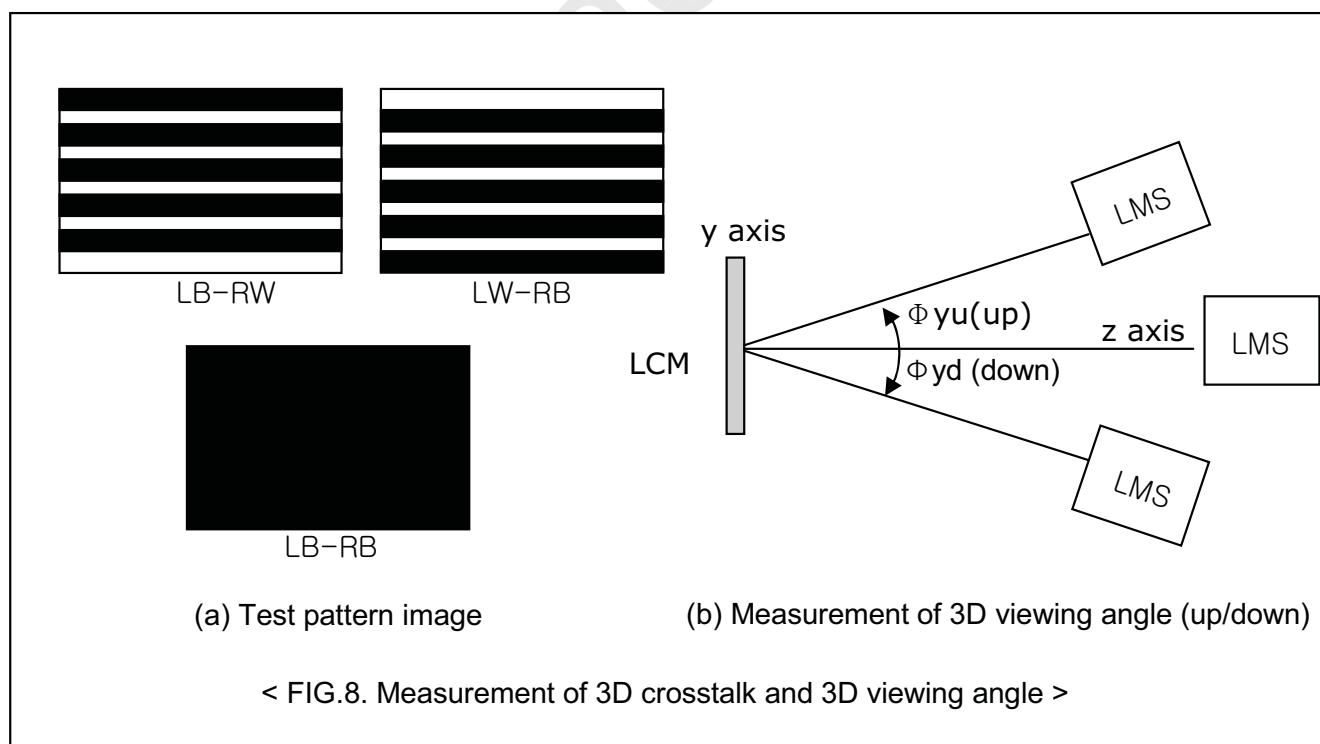 LB-RW
LW-RB
LB-RB
(a) Test pattern image
y axis
LCM
Φyu(up)
z axis
Φyd (down)
LMS
LMS
LMS
(b) Measurement of 3D viewing angle (up/down)
< FIG.8. Measurement of 3D crosstalk and 3D viewing angle >